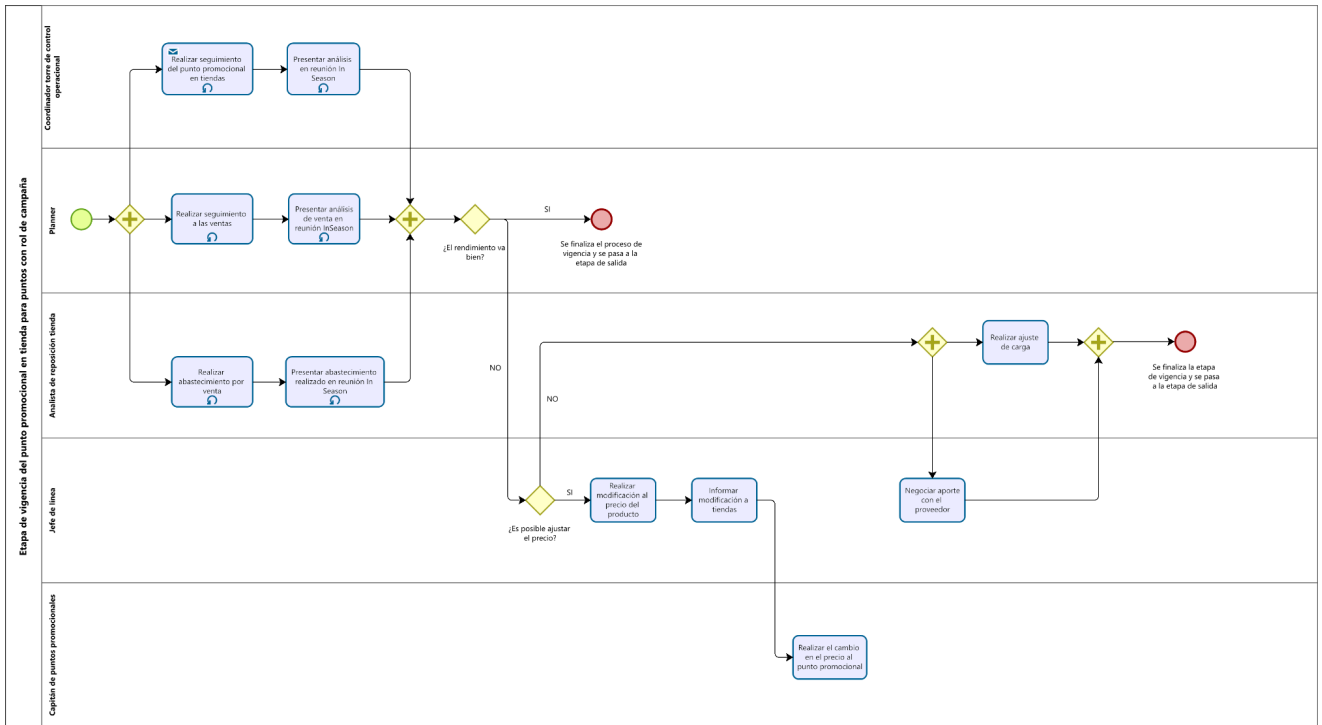 Etapa de vigencia del punto promocional en tienda para puntos con rol de campaña
Coordinador torre de control
operacional
Realizar seguimiento
del punto promocional
en tiendas
Presentar análisis
en reunión In
Season
Planner
Realizar seguimiento
a las ventas
Presentar análisis
de venta en
reunión InSeason
¿El rendimiento va
bien?
SI
Se finaliza el proceso de
vigencia y se pasa a la
etapa de salida
NO
Analista de reposición tienda
Realizar
abastecimiento por
venta
Presentar abastecimiento
realizado en reunión In
Season
NO
Realizar ajuste
de carga
Se finaliza la etapa
de vigencia y se pasa
a la etapa de salida
Jefe de línea
¿Es posible ajustar
el precio?
SI
Realizar
modificación al
precio del
producto
Informar
modificación a
tiendas
Negociar aporte
con el
proveedor
Capitán de puntos promocionales
Realizar el cambio
en el precio al
punto promocional